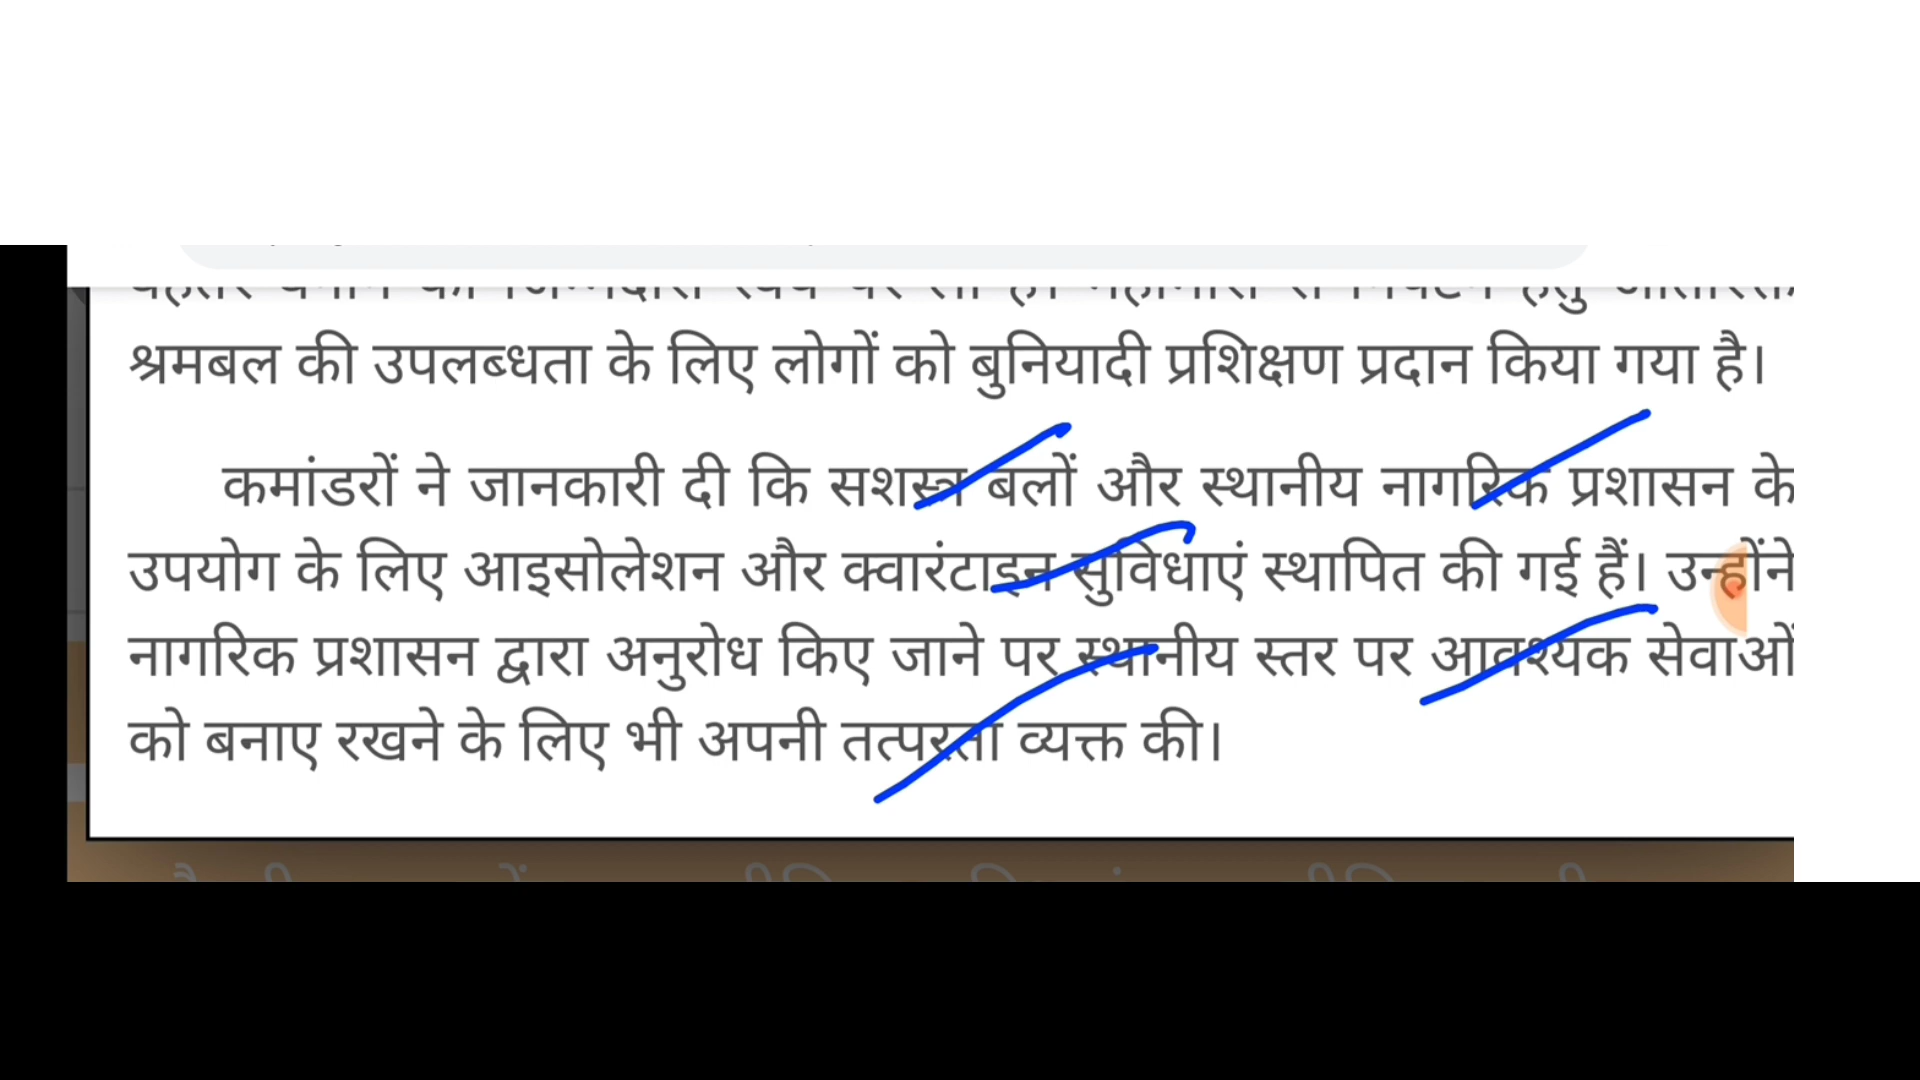 श्रमबल की उपलब्धता के लिए लोगों को बुनियादी प्रशिक्षण प्रदान किया गया है।
कमांडरों ने जानकारी दी कि सशस्त्र बलों और स्थानीय नागरिक प्रशासन के
उपयोग के लिए आइसोलेशन और क्वारंटाइन सुविधाएं स्थापित की गई हैं। उन्होंने
नागरिक प्रशासन द्वारा अनुरोध किए जाने पर स्थानीय स्तर पर आवश्यक सेवाओं
को बनाए रखने के लिए भी अपनी तत्परता व्यक्त की।